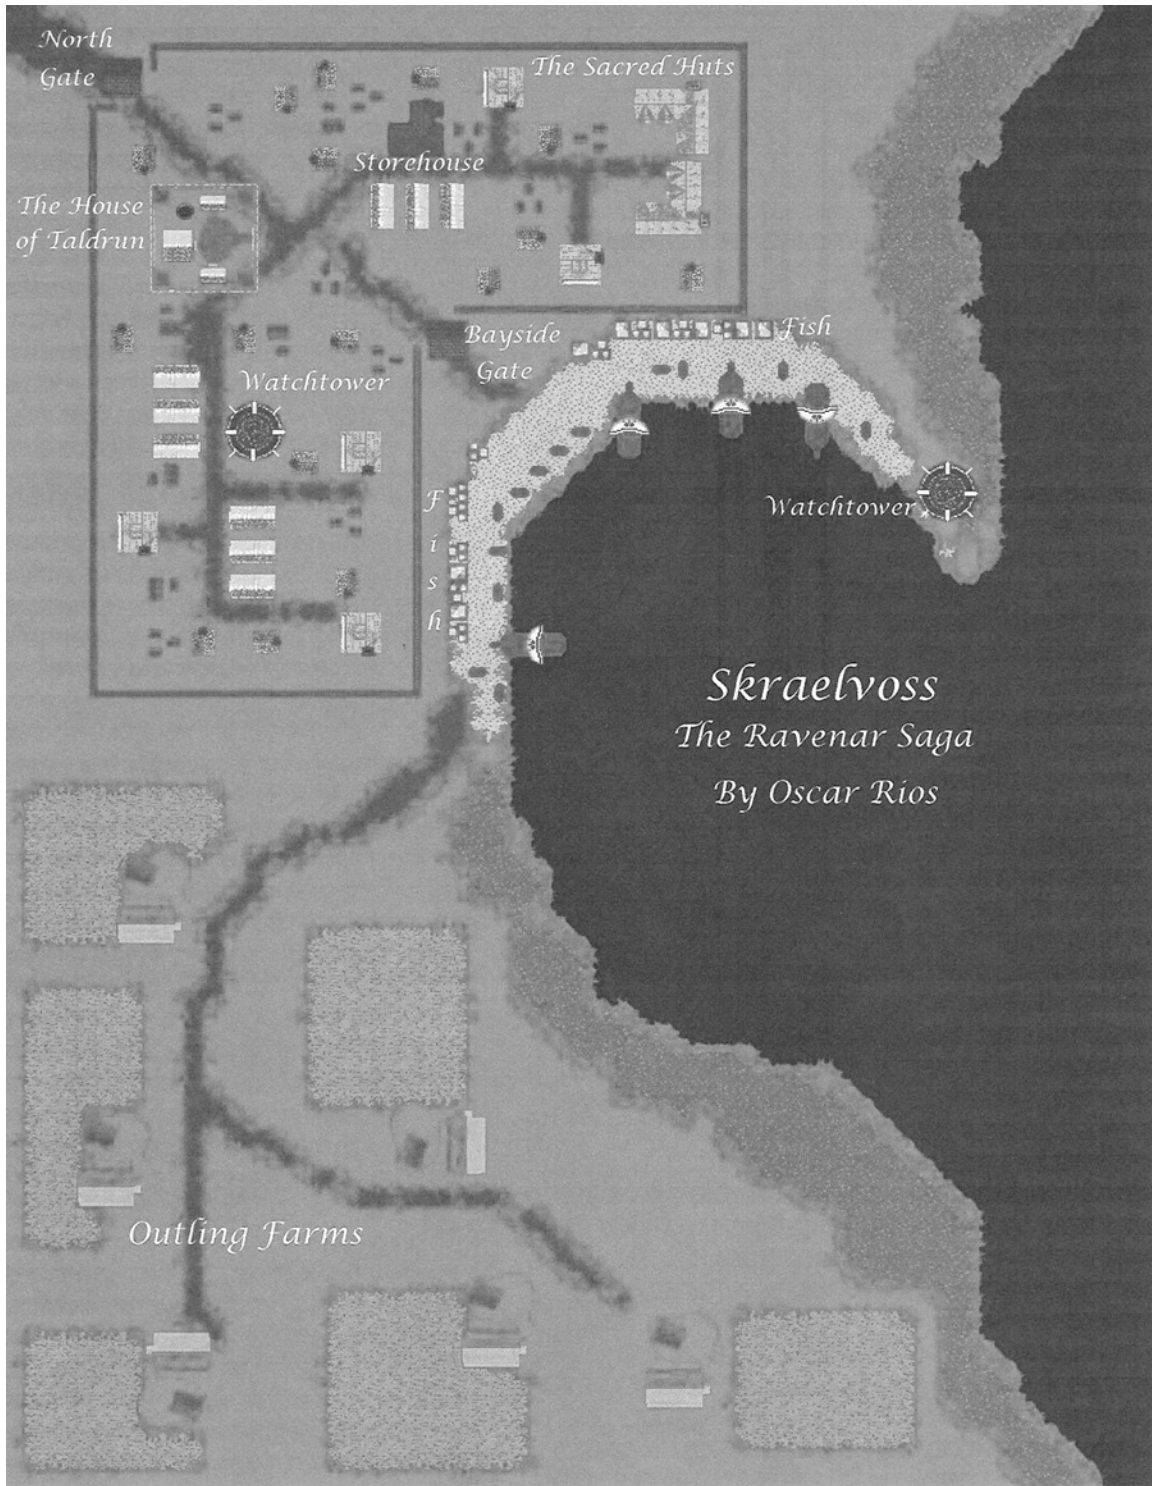 North
Gate
The Sacred Huts
Storehouse
The House
of Taldrun
Bayside
Gate
Fish
Watchtower
Fish
Watchtower
Skraelvoss
The Ravenar Saga
By Oscar Rios
Outling Farms